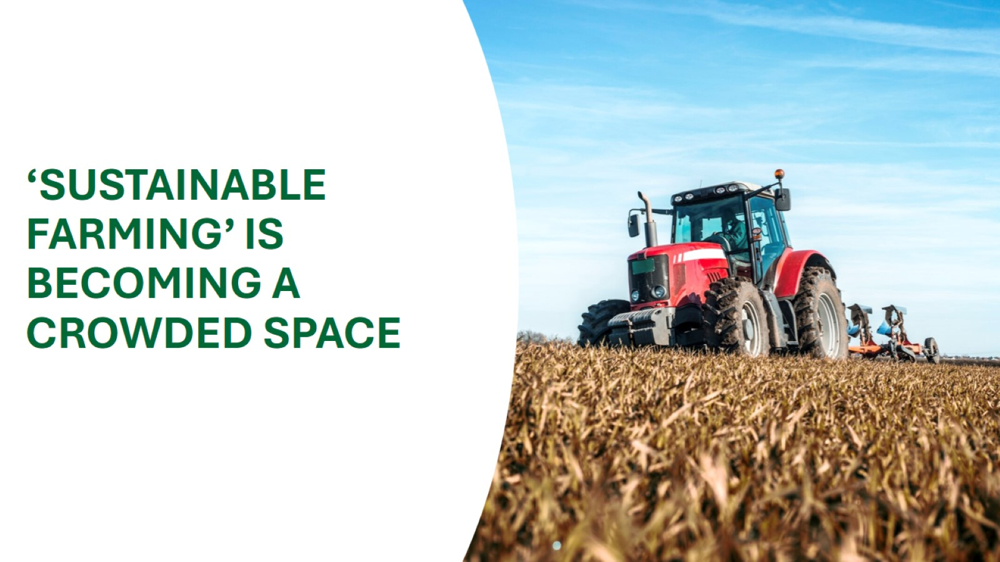 ‘SUSTAINABLE
FARMING’ IS
BECOMING A
CROWDED SPACE